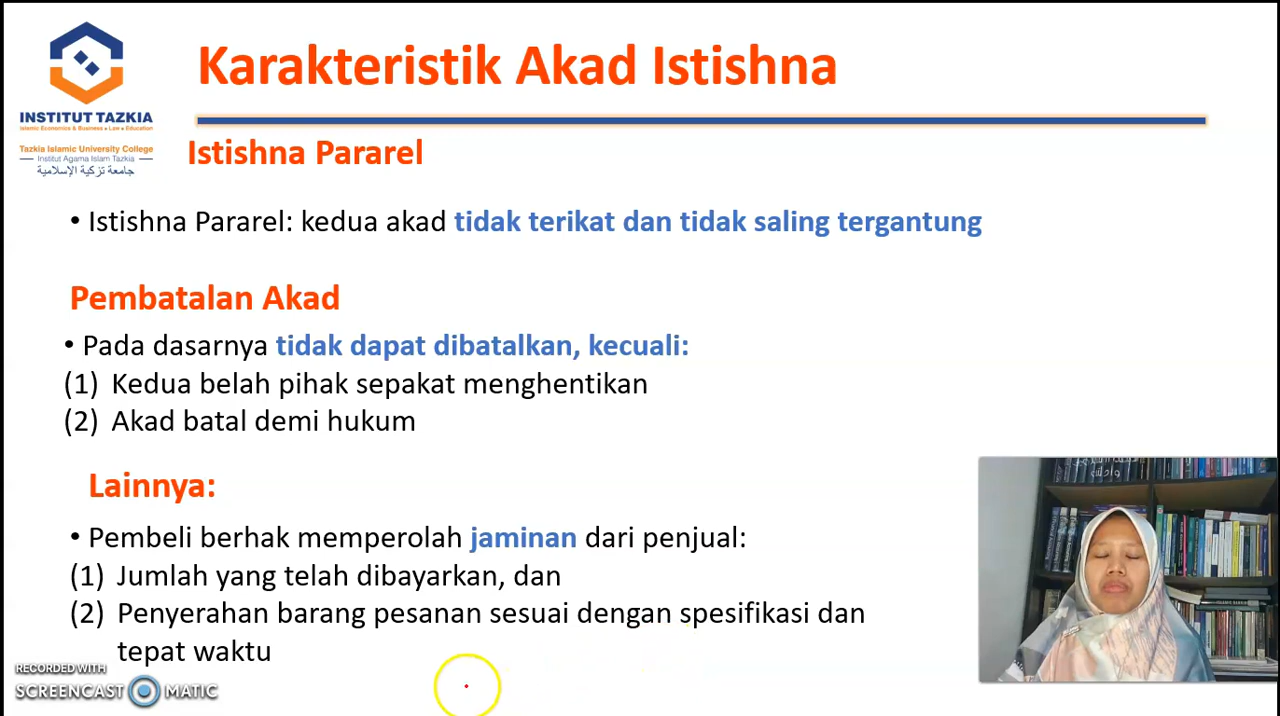 Karakteristik Akad Istishna
INSTITUT TAZKIA
Islamic Economics & Business • Law • Education
Tazkia Islamic University College
Institut Agama Islam Tazkia
جامعة تزكية الإسلامية
Istishna Pararel
• Istishna Pararel: kedua akad tidak terikat dan tidak saling tergantung
Pembatalan Akad
• Pada dasarnya tidak dapat dibatalkan, kecuali:
(1) Kedua belah pihak sepakat menghentikan
(2) Akad batal demi hukum
Lainnya:
• Pembeli berhak memperolah jaminan dari penjual:
(1) Jumlah yang telah dibayarkan, dan
(2) Penyerahan barang pesanan sesuai dengan spesifikasi dan
tepat waktu
RECORDED WITH
SCREENCAST MATIC